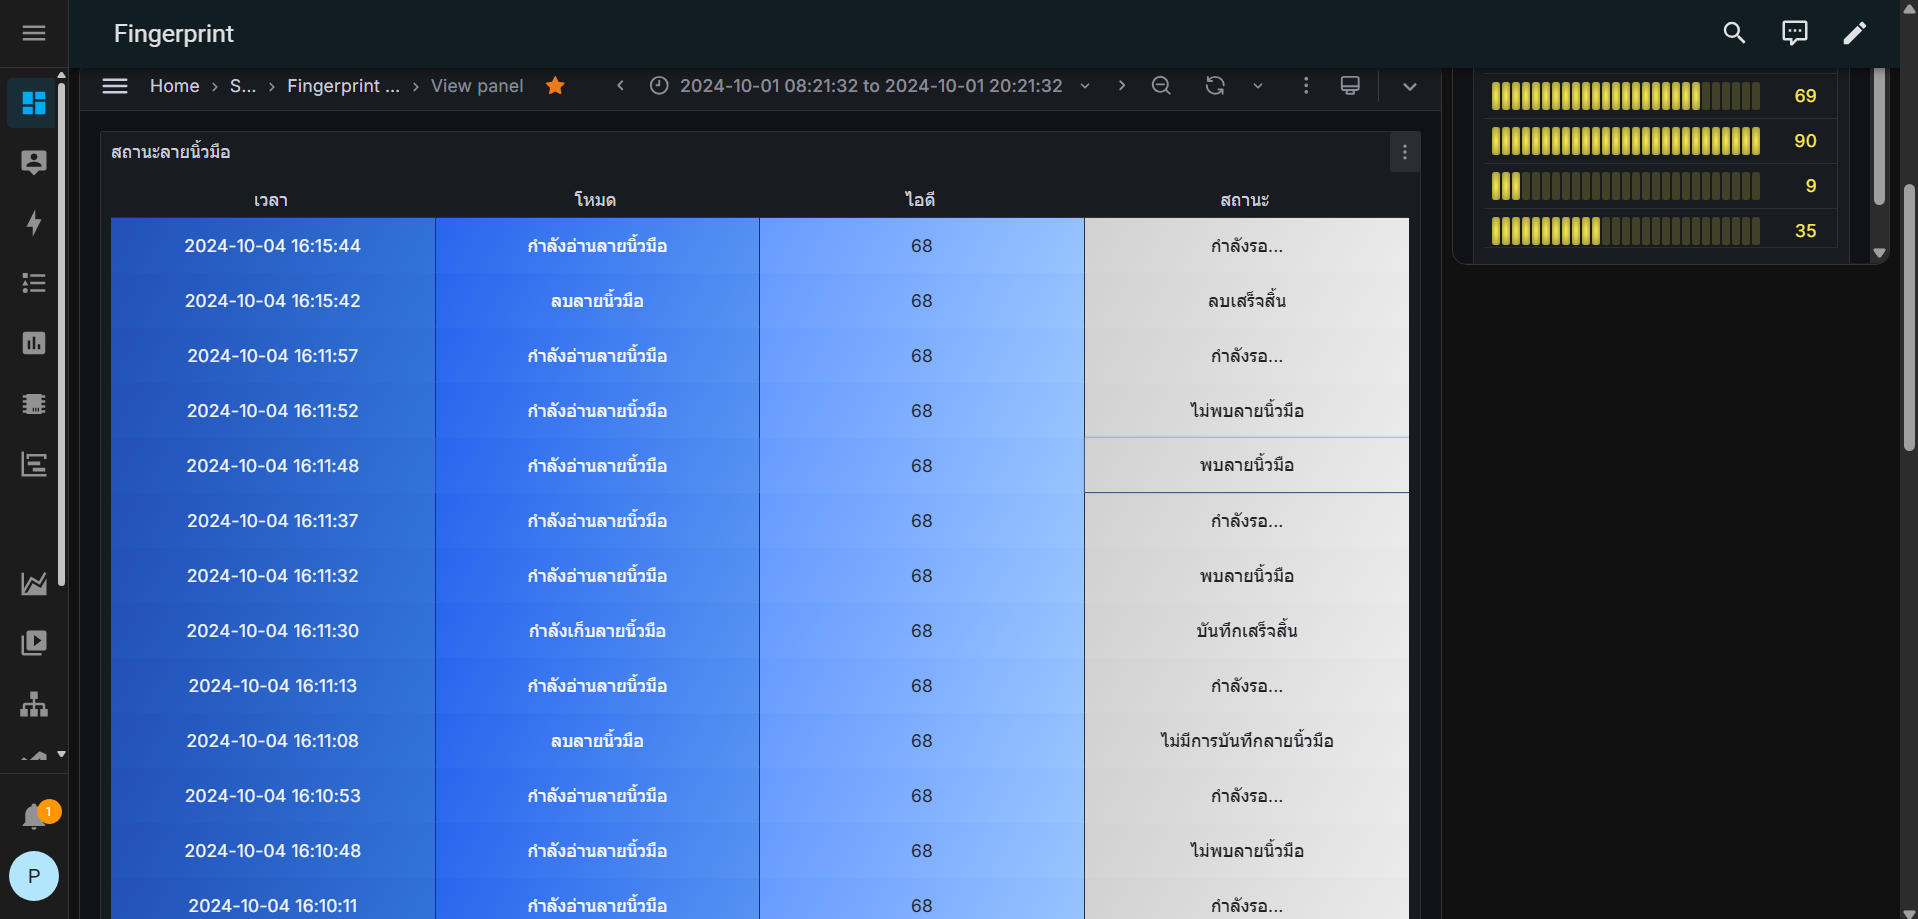 Fingerprint
Home › S... › Fingerprint ... › View panel 2024-10-01 08:21:32 to 2024-10-01 20:21:32
สถานะลายนิ้วมือ
เวลา โหมด ไอดี สถานะ
2024-10-04 16:15:44 กำลังอ่านลายนิ้วมือ 68 กำลังรอ...
2024-10-04 16:15:42 ลบลายนิ้วมือ 68 ลบเสร็จสิ้น
2024-10-04 16:11:57 กำลังอ่านลายนิ้วมือ 68 กำลังรอ...
2024-10-04 16:11:52 กำลังอ่านลายนิ้วมือ 68 ไม่พบลายนิ้วมือ
2024-10-04 16:11:48 กำลังอ่านลายนิ้วมือ 68 พบลายนิ้วมือ
2024-10-04 16:11:37 กำลังอ่านลายนิ้วมือ 68 กำลังรอ...
2024-10-04 16:11:32 กำลังอ่านลายนิ้วมือ 68 พบลายนิ้วมือ
2024-10-04 16:11:30 กำลังเก็บลายนิ้วมือ 68 บันทึกเสร็จสิ้น
2024-10-04 16:11:13 กำลังอ่านลายนิ้วมือ 68 กำลังรอ...
2024-10-04 16:11:08 ลบลายนิ้วมือ 68 ไม่มีการบันทึกลายนิ้วมือ
2024-10-04 16:10:53 กำลังอ่านลายนิ้วมือ 68 กำลังรอ...
2024-10-04 16:10:48 กำลังอ่านลายนิ้วมือ 68 ไม่พบลายนิ้วมือ
2024-10-04 16:10:11 กำลังอ่านลายนิ้วมือ 68 กำลังรอ...
69
90
9
35
1
P